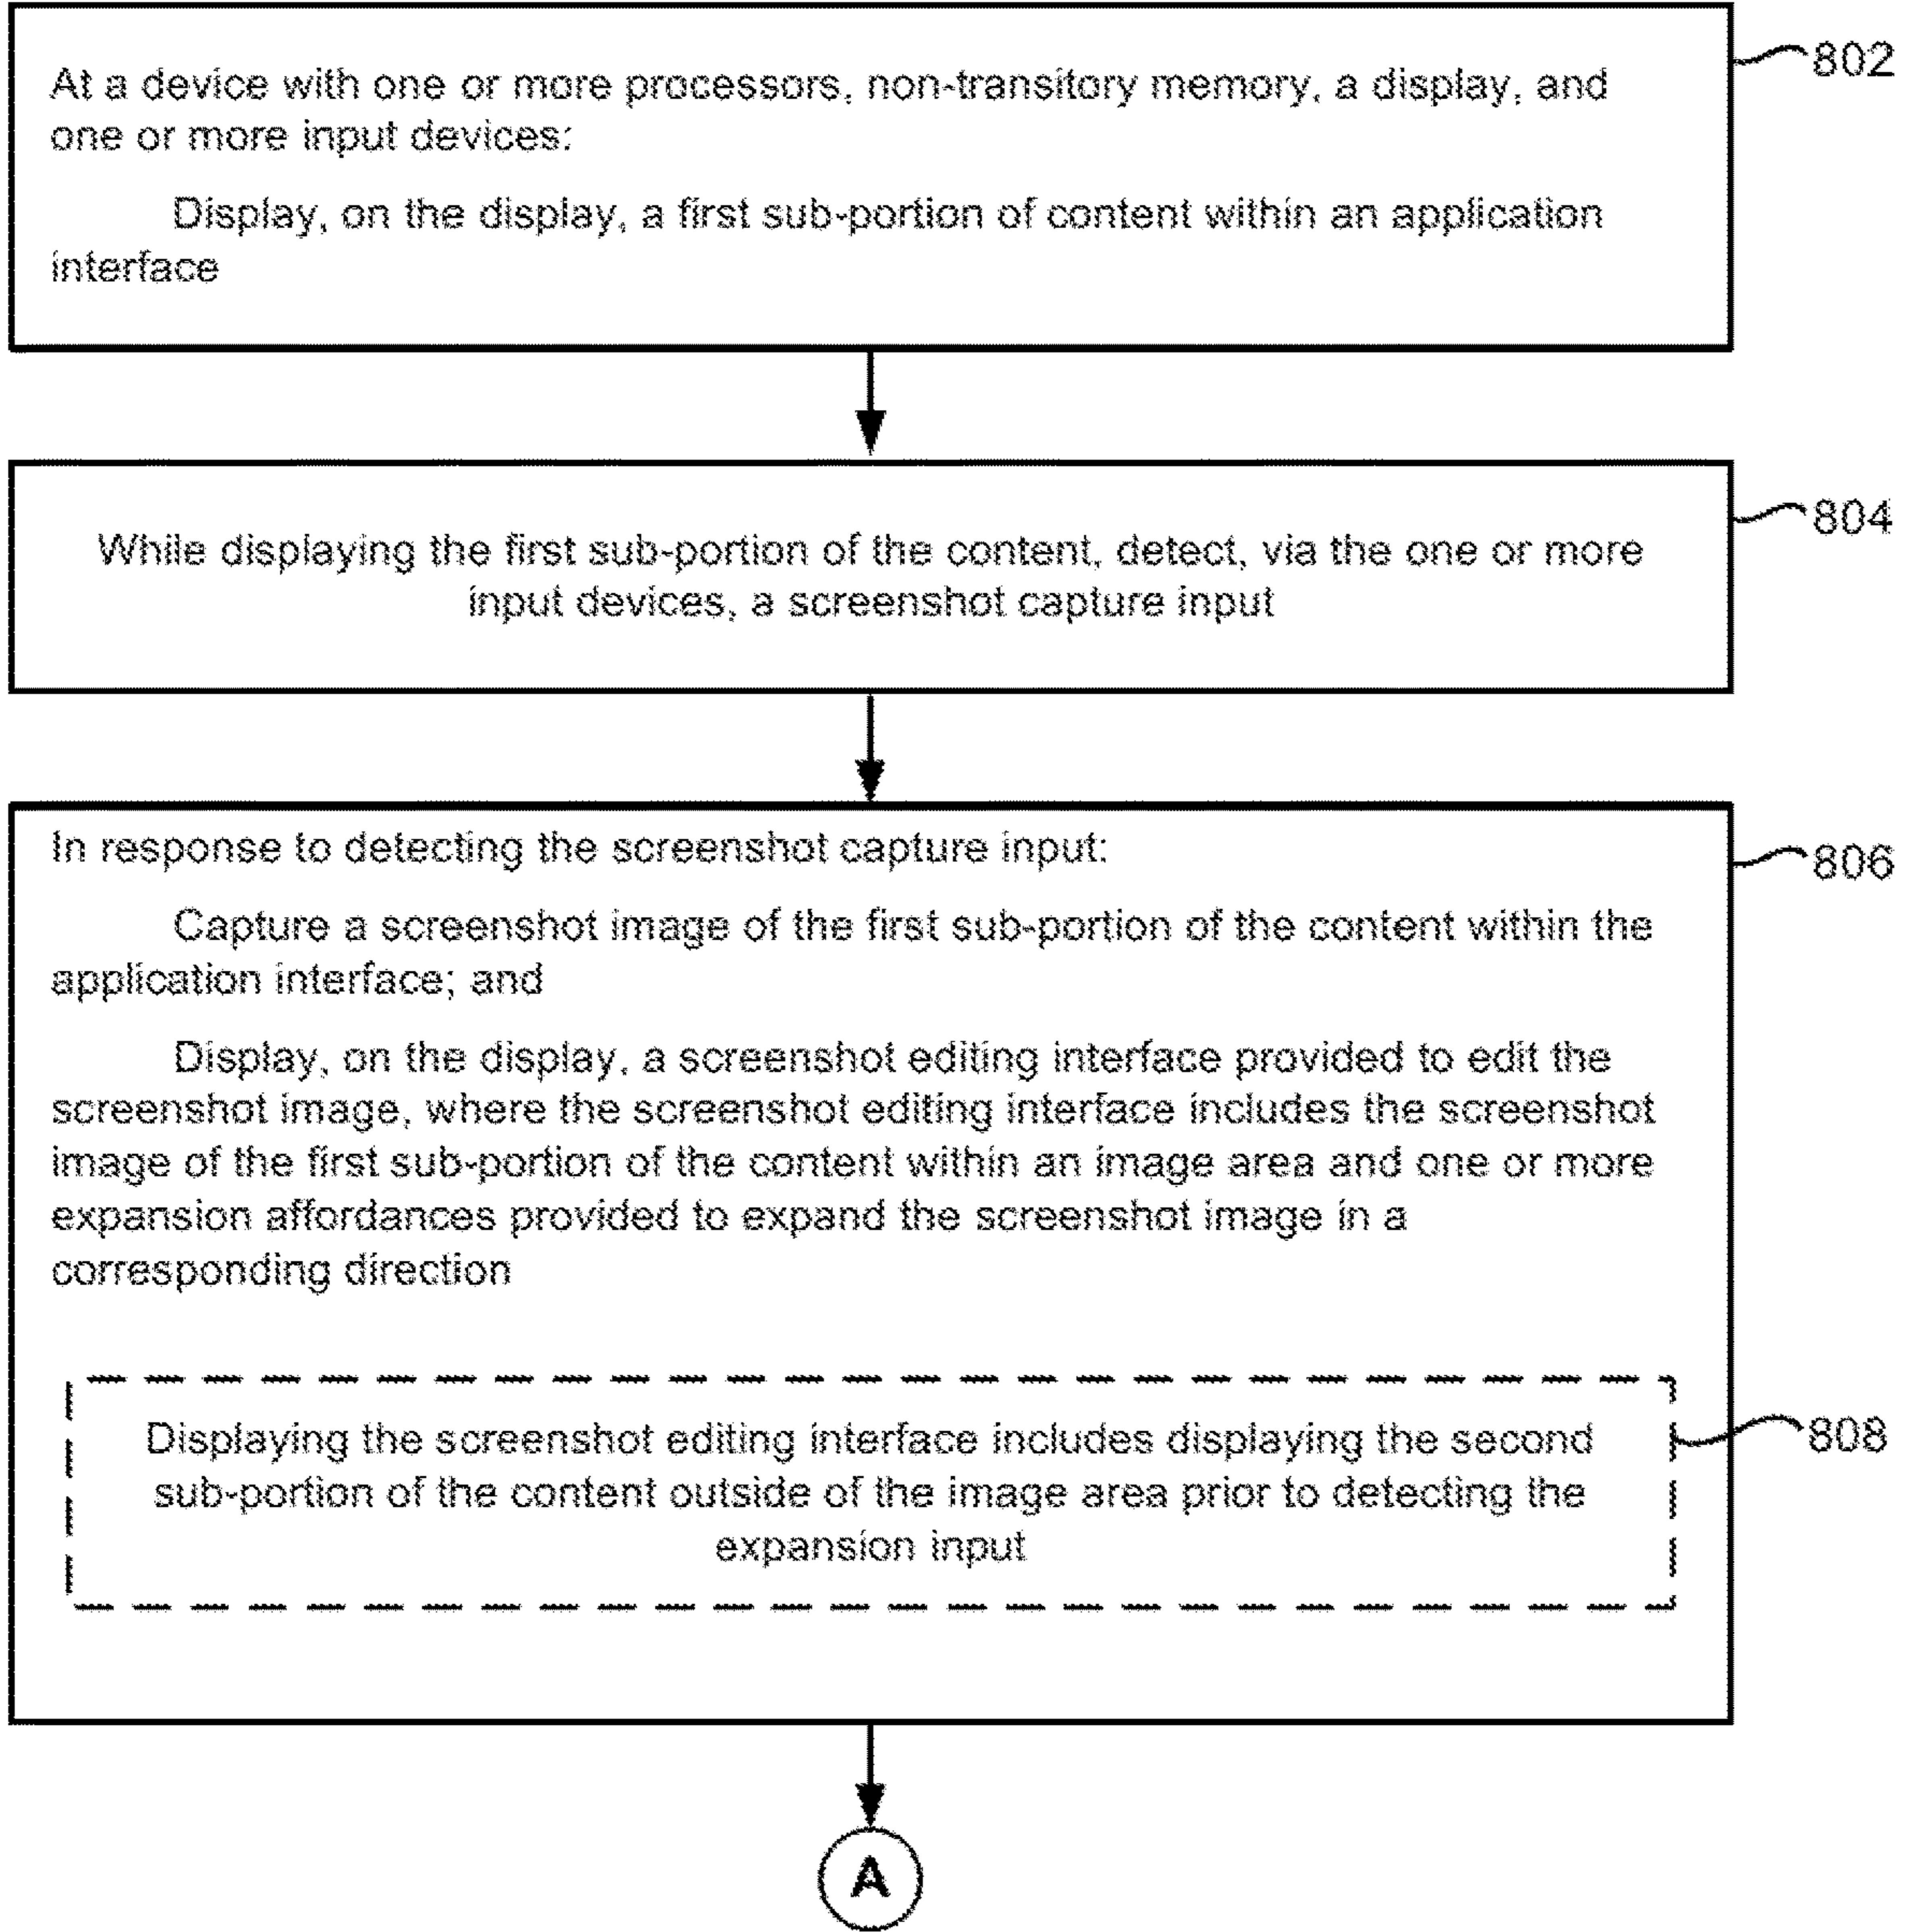 At a device with one or more processors, non-transitory memory, a display, and
one or more input devices:
Display, on the display, a first sub-portion of content within an application
interface
802
While displaying the first sub-portion of the content, detect, via the one or more
input devices, a screenshot capture input
804
In response to detecting the screenshot capture input:
806
Capture a screenshot image of the first sub-portion of the content within the
application interface; and
Display, on the display, a screenshot editing interface provided to edit the
screenshot image, where the screenshot editing interface includes the screenshot
image of the first sub-portion of the content within an image area and one or more
expansion affordances provided to expand the screenshot image in a
corresponding direction
Displaying the screenshot editing interface includes displaying the second
sub-portion of the content outside of the image area prior to detecting the
expansion input
808
A